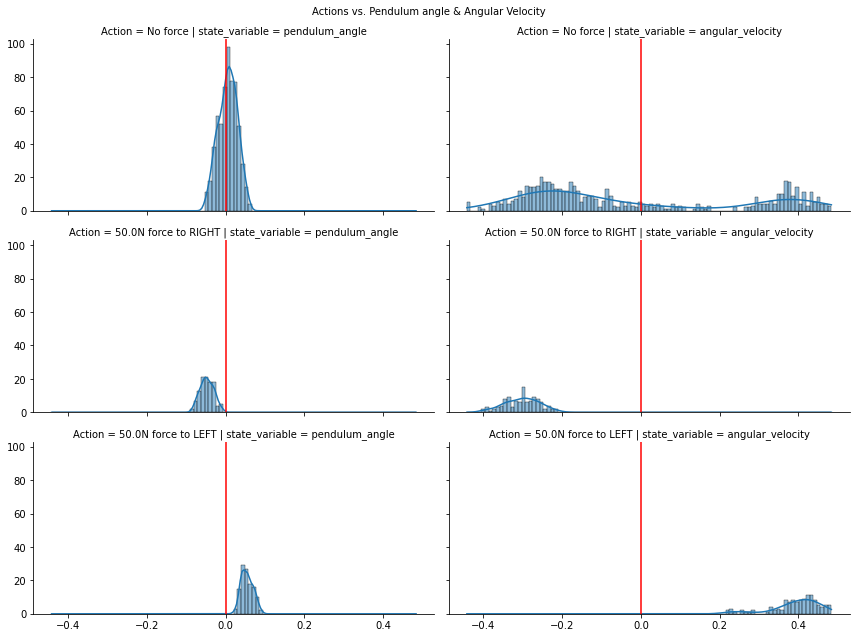 Actions vs. Pendulum angle & Angular Velocity
Action = No force | state_variable = pendulum_angle
Action = No force | state_variable = angular_velocity
100
80
60
40
20
0
Action = 50.0N force to RIGHT | state_variable = pendulum_angle
Action = 50.0N force to RIGHT | state_variable = angular_velocity
100
80
60
40
20
0
Action = 50.0N force to LEFT | state_variable = pendulum_angle
Action = 50.0N force to LEFT | state_variable = angular_velocity
100
80
60
40
20
0
−0.4 −0.2 0.0 0.2 0.4
−0.4 −0.2 0.0 0.2 0.4